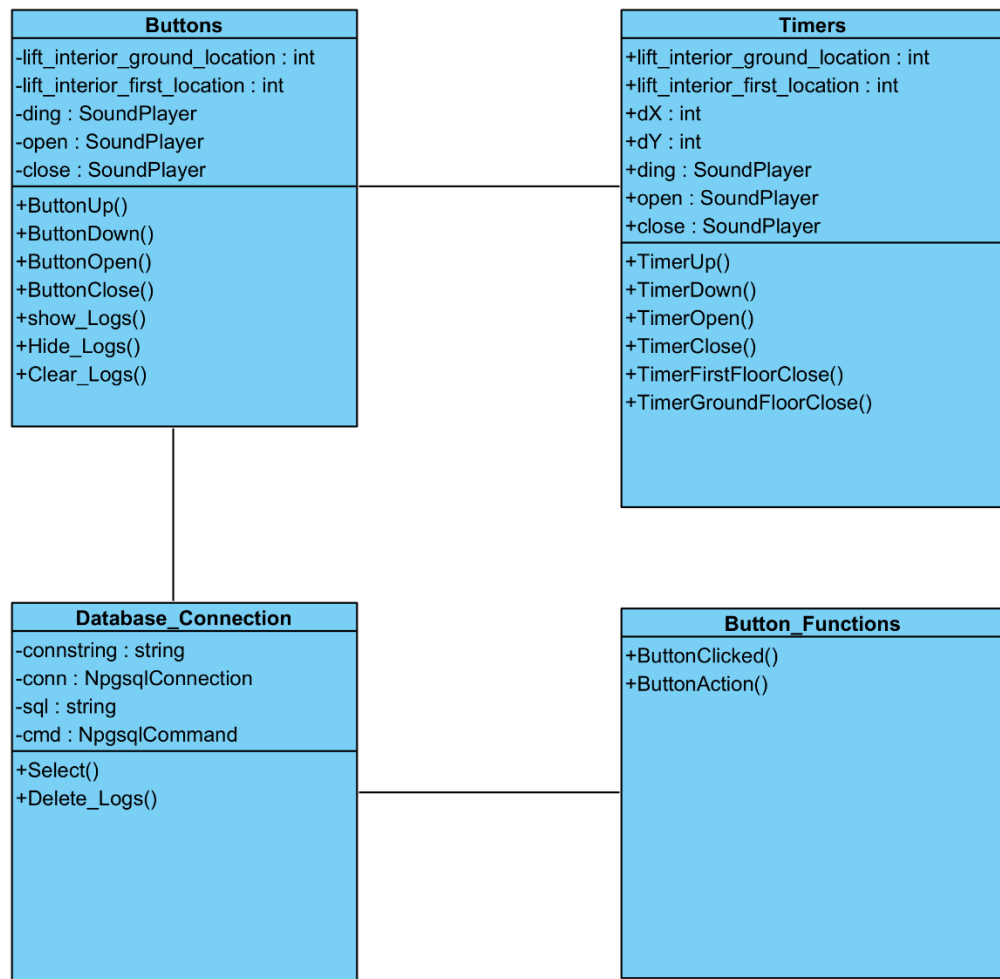 Buttons
-lift_interior_ground_location : int
-lift_interior_first_location : int
-ding : SoundPlayer
-open : SoundPlayer
-close : SoundPlayer
+ButtonUp()
+ButtonDown()
+ButtonOpen()
+ButtonClose()
+show_Logs()
+Hide_Logs()
+Clear_Logs()
Timers
+lift_interior_ground_location : int
+lift_interior_first_location : int
+dX : int
+dY : int
+ding : SoundPlayer
+open : SoundPlayer
+close : SoundPlayer
+TimerUp()
+TimerDown()
+TimerOpen()
+TimerClose()
+TimerFirstFloorClose()
+TimerGroundFloorClose()
Database_Connection
-connstring : string
-conn : NpgsqlConnection
-sql : string
-cmd : NpgsqlCommand
+Select()
+Delete_Logs()
Button_Functions
+ButtonClicked()
+ButtonAction()